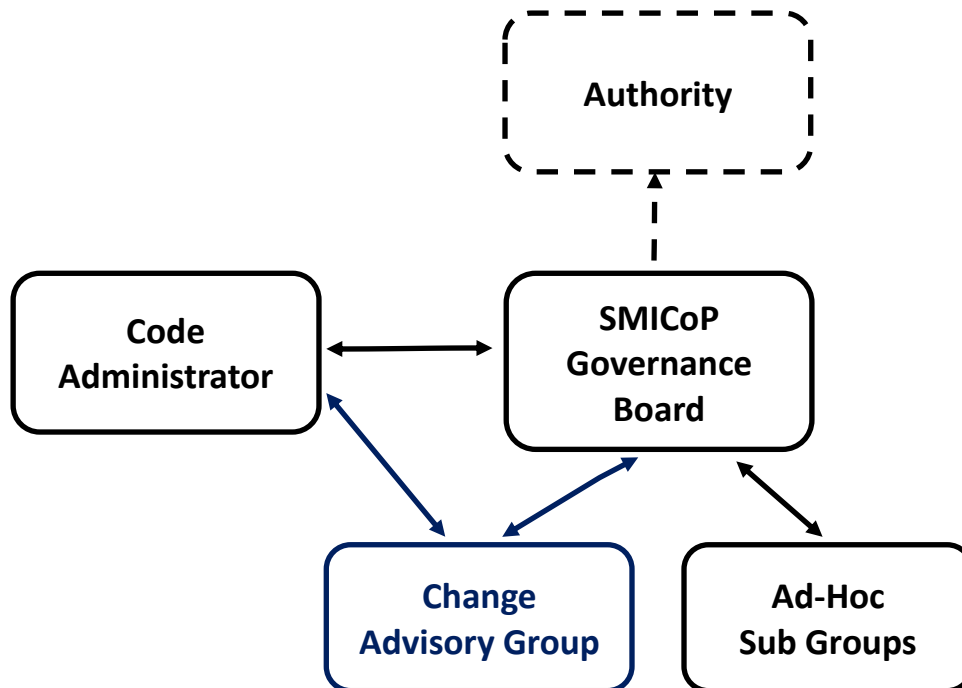 Authority
Code
Administrator
SMICoP
Governance
Board
Change
Advisory Group
Ad-Hoc
Sub Groups